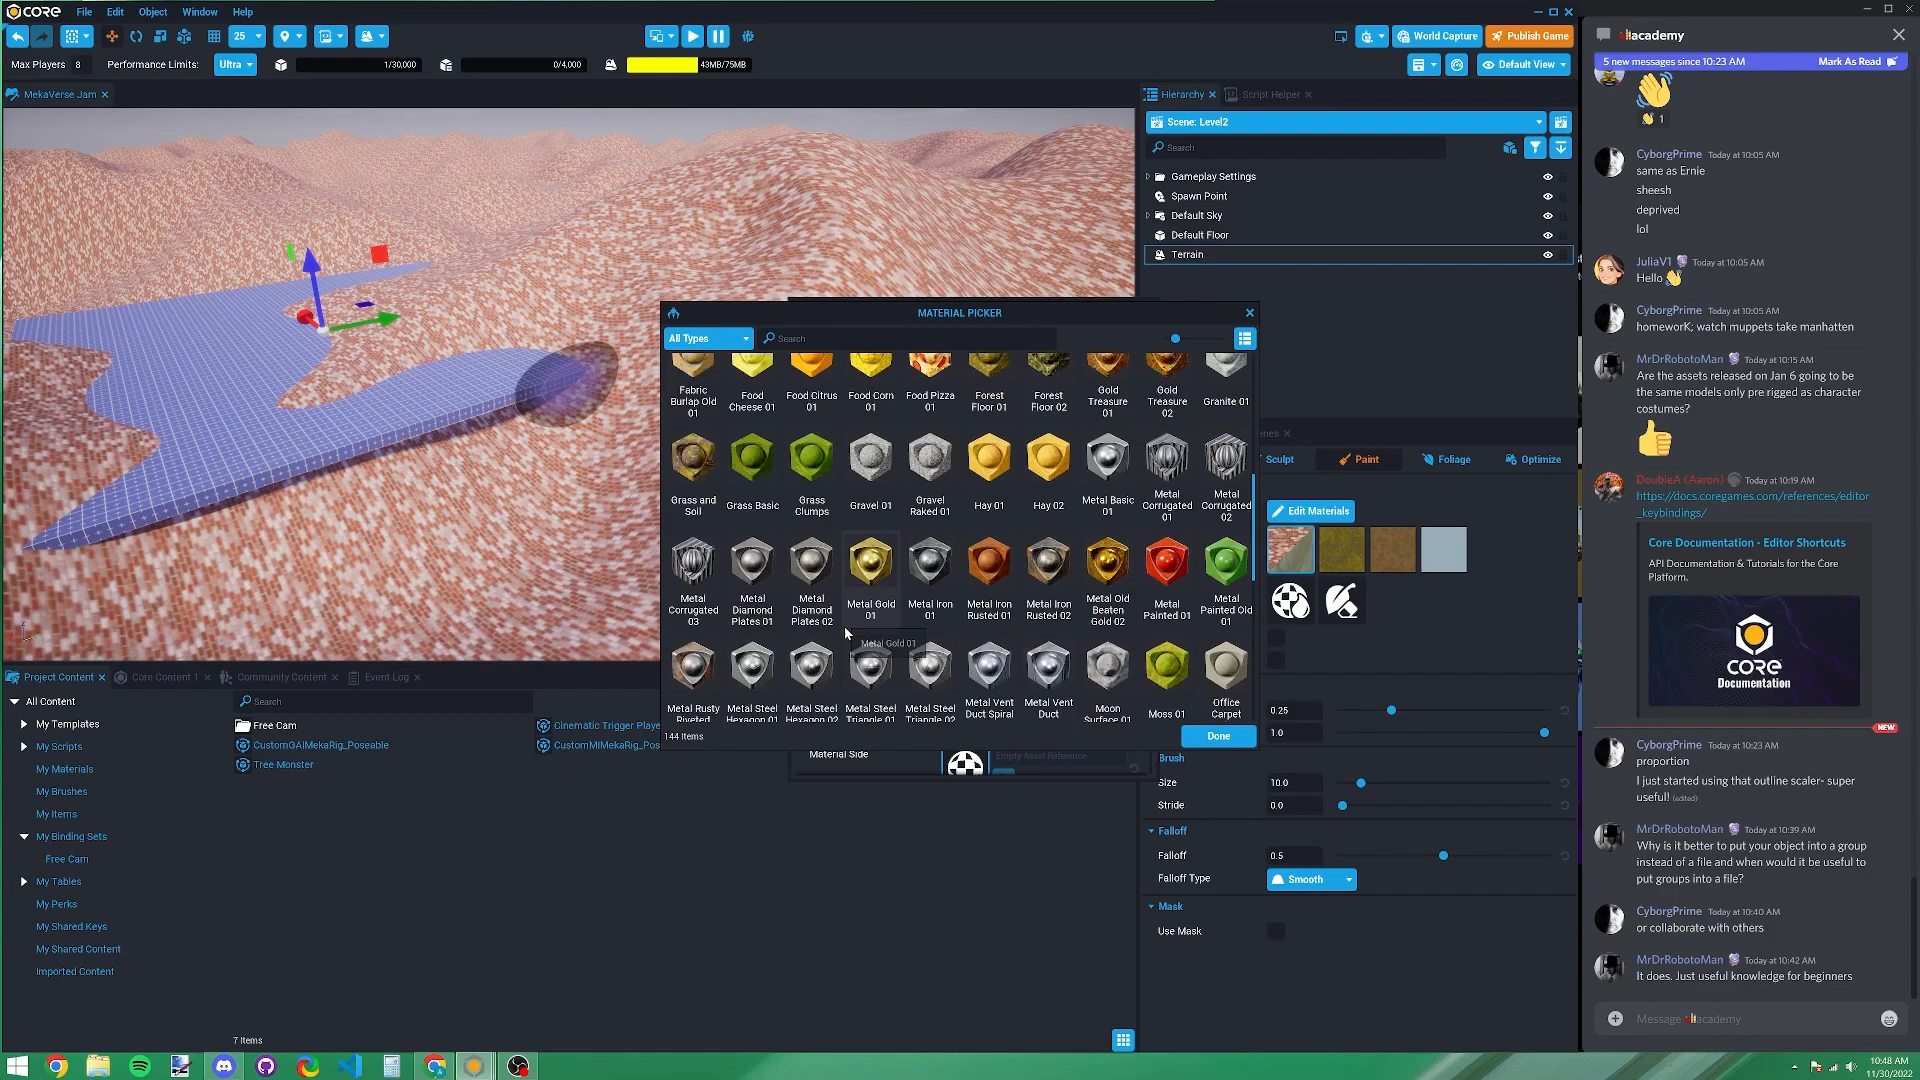 CORE
File Edit Object Window Help
25
World Capture
Publish Game
Max Players 8 Performance Limits: Ultra 1/30,000 0/4,000 43MB/75MB
Default View
MekaVerse Jam
Hierarchy
Script Helper
Scene: Level2
Search
Gameplay Settings
Spawn Point
Default Sky
Default Floor
Terrain
MATERIAL PICKER
All Types
Search
Fabric Burlap Old 01
Food Cheese 01
Food Citrus 01
Food Corn 01
Food Pizza 01
Forest Floor 01
Forest Floor 02
Gold Treasure 01
Gold Treasure 02
Granite 01
Grass and Soil
Grass Basic
Grass Clumps
Gravel 01
Gravel Raked 01
Hay 01
Hay 02
Metal Basic 01
Metal Corrugated 01
Metal Corrugated 02
Metal Corrugated 03
Metal Diamond Plates 01
Metal Diamond Plates 02
Metal Gold 01
Metal Iron 01
Metal Iron Rusted 01
Metal Iron Rusted 02
Metal Old Beaten Gold 02
Metal Painted 01
Metal Painted Old 01
Metal Gold 01
Metal Rusty Riveted
Metal Steel Hexagon 01
Metal Steel Hexagon 02
Metal Steel Triangle 01
Metal Steel Triangle 02
Metal Vent Duct Spiral
Metal Vent Duct
Moon Surface 01
Moss 01
Office Carpet
144 Items
Done
Material Side
Empty Asset Reference
enes
Sculpt
Paint
Foliage
Optimize
Edit Materials
0.25
1.0
Brush
Size 10.0
Stride 0.0
Falloff
Falloff 0.5
Falloff Type Smooth
Mask
Use Mask
Project Content
Core Content 1
Community Content
Event Log
All Content
My Templates
My Scripts
My Materials
My Brushes
My Items
My Binding Sets
Free Cam
My Tables
My Perks
My Shared Keys
My Shared Content
Imported Content
Search
Free Cam
CustomGAIMekaRig_Poseable
Tree Monster
Cinematic Trigger Playe
CustomMIMekaRig_Pos
7 Items
academy
5 new messages since 10:23 AM Mark As Read
1
CyborgPrime Today at 10:05 AM
same as Ernie
sheesh
deprived
lol
JuliaV1 Today at 10:05 AM
Hello
CyborgPrime Today at 10:05 AM
homeworK; watch muppets take manhatten
MrDrRobotoMan Today at 10:15 AM
Are the assets released on Jan 6 going to be
the same models only pre rigged as character
costumes?
DoubleA (Aaron) Today at 10:19 AM
https://docs.coregames.com/references/editor
_keybindings/
Core Documentation - Editor Shortcuts
API Documentation & Tutorials for the Core
Platform.
CORE
Documentation
NEW
CyborgPrime Today at 10:23 AM
proportion
I just started using that outline scaler- super
useful! (edited)
MrDrRobotoMan Today at 10:39 AM
Why is it better to put your object into a group
instead of a file and when would it be useful to
put groups into a file?
CyborgPrime Today at 10:40 AM
or collaborate with others
MrDrRobotoMan Today at 10:42 AM
It does. Just useful knowledge for beginners
Message academy
10:48 AM
11/30/2022